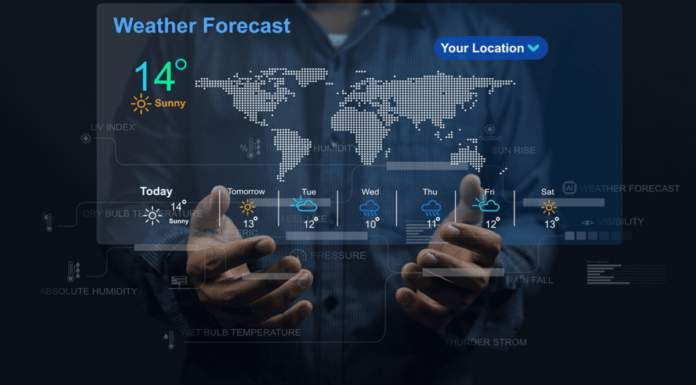 Weather Forecast
Your Location
14°
Sunny
UV INDEX
%
HUMIDITY
SUN RISE
AI WEATHER FORECAST
Today
Tomorrow
Tue
Wed
Thu
Fri
Sat
14°
Sunny
13°
12°
10°
11°
12°
13°
DRY BULB TEMPERATURE
VISIBILITY
PRESSURE
ABSOLUTE HUMIDITY
RAIN FALL
WET BULB TEMPERATURE
THUNDER STROM